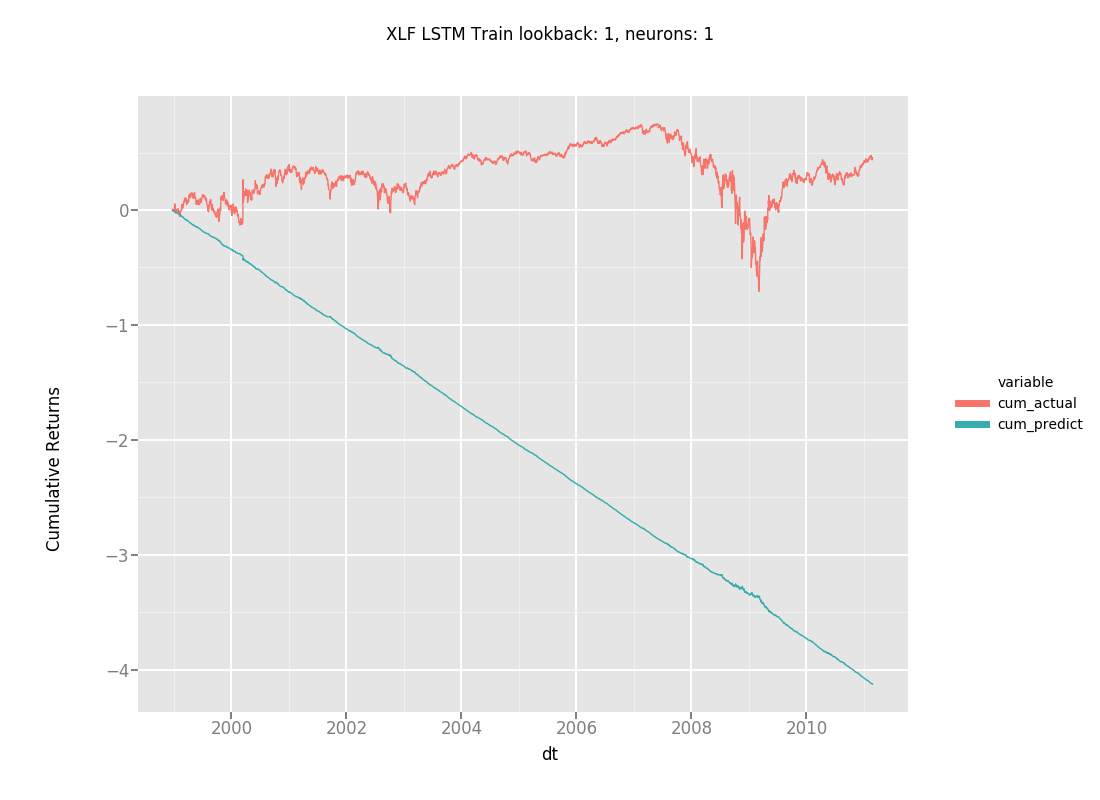 XLF LSTM Train lookback: 1, neurons: 1
Cumulative Returns
0
−1
−2
−3
−4
2000 2002 2004 2006 2008 2010
dt
variable
cum_actual
cum_predict